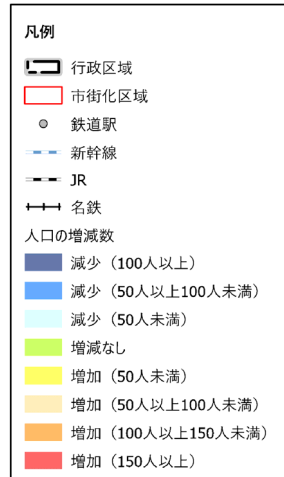 凡例
行政区域
市街化区域
鉄道駅
新幹線
JR
名鉄
人口の増減数
減少（100人以上）
減少（50人以上100人未満）
減少（50人未満）
増減なし
増加（50人未満）
増加（50人以上100人未満）
増加（100人以上150人未満）
増加（150人以上）